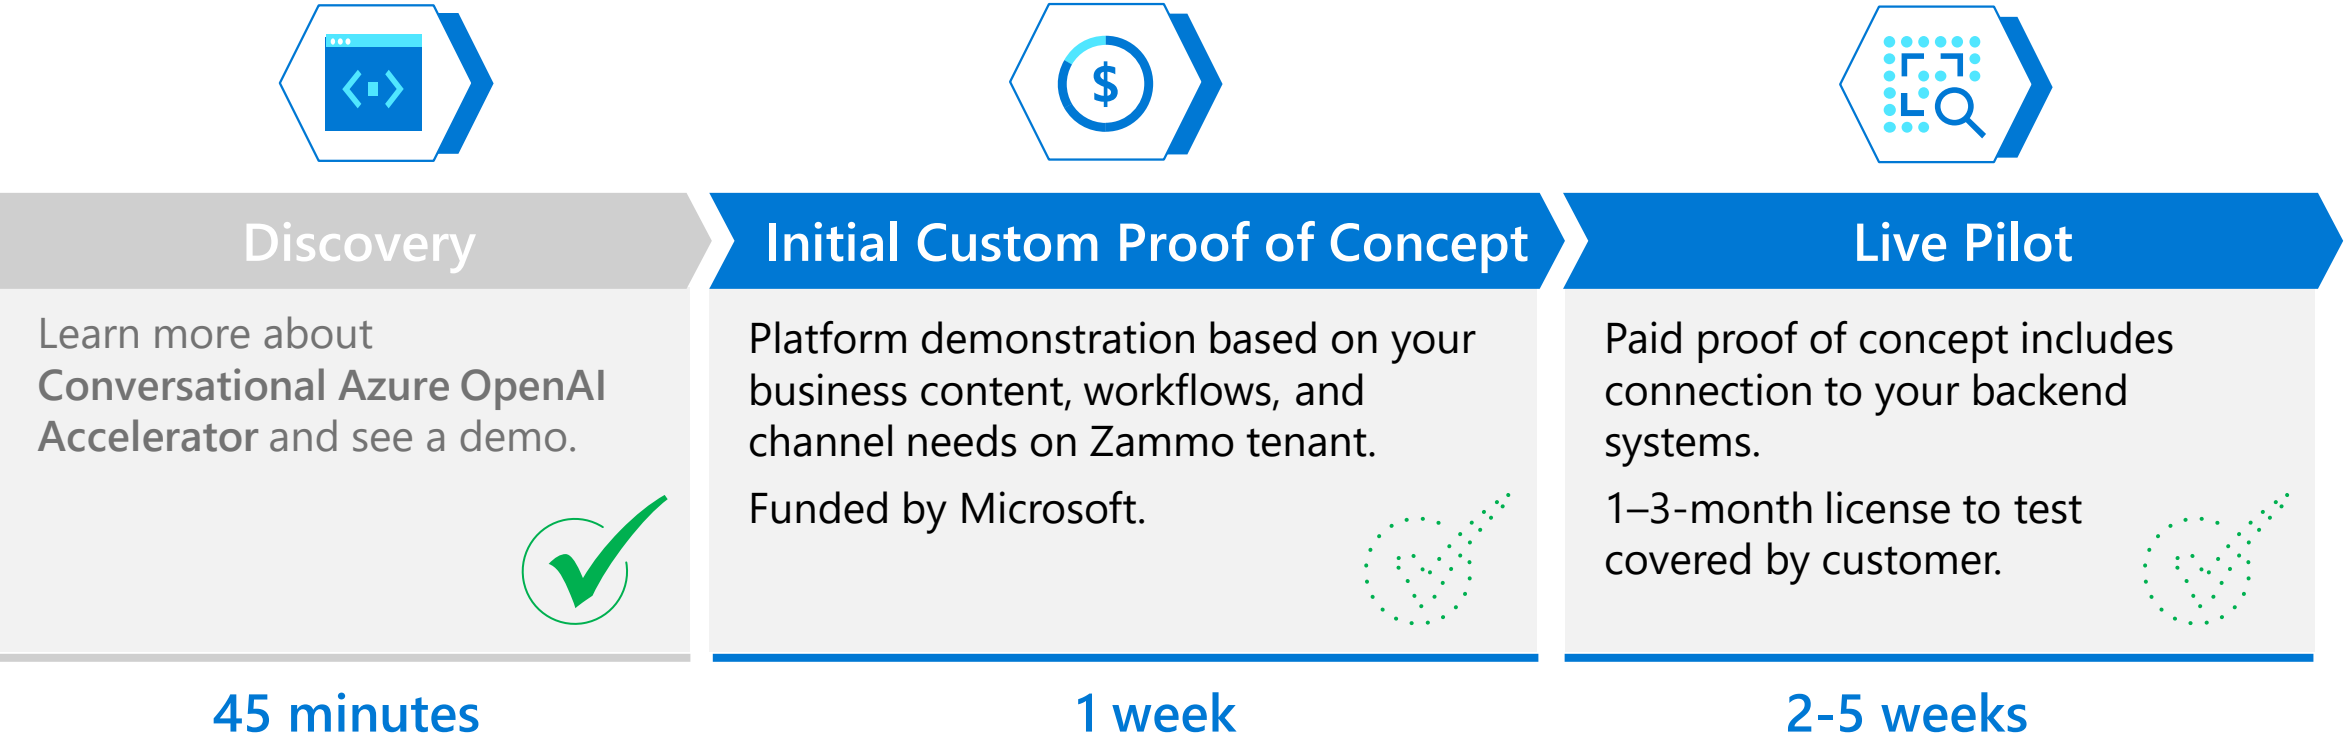 $
Discovery
Learn more about
Conversational Azure OpenAI
Accelerator and see a demo.
45 minutes
Initial Custom Proof of Concept
Platform demonstration based on your
business content, workflows, and
channel needs on Zammo tenant.
Funded by Microsoft.
1 week
Live Pilot
Paid proof of concept includes
connection to your backend
systems.
1–3-month license to test
covered by customer.
2-5 weeks